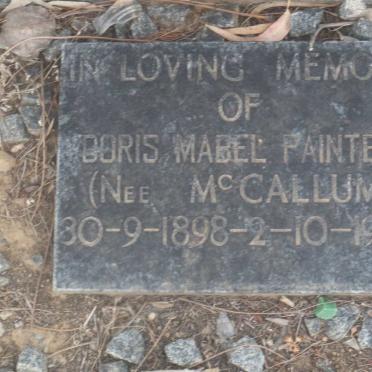 IN LOVING MEMO
OF
DORIS MABEL PAINTE
(NEE McCALLUM
30-9-1898-2-10-19